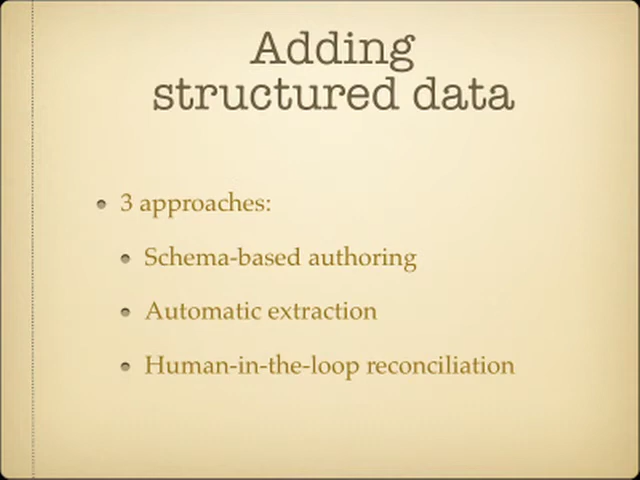 Adding
structured data
3 approaches:
Schema-based authoring
Automatic extraction
Human-in-the-loop reconciliation